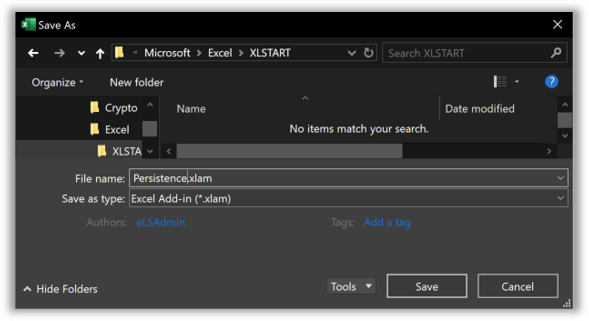 Save As
« Microsoft > Excel > XLSTART
Search XLSTART
Organize
New folder
Crypto
Excel
XLSTA
Name
Date modified
No items match your search.
File name: Persistence.xlam
Save as type: Excel Add-in (*.xlam)
Authors: eLSAdmin
Tags: Add a tag
Hide Folders
Tools
Save
Cancel